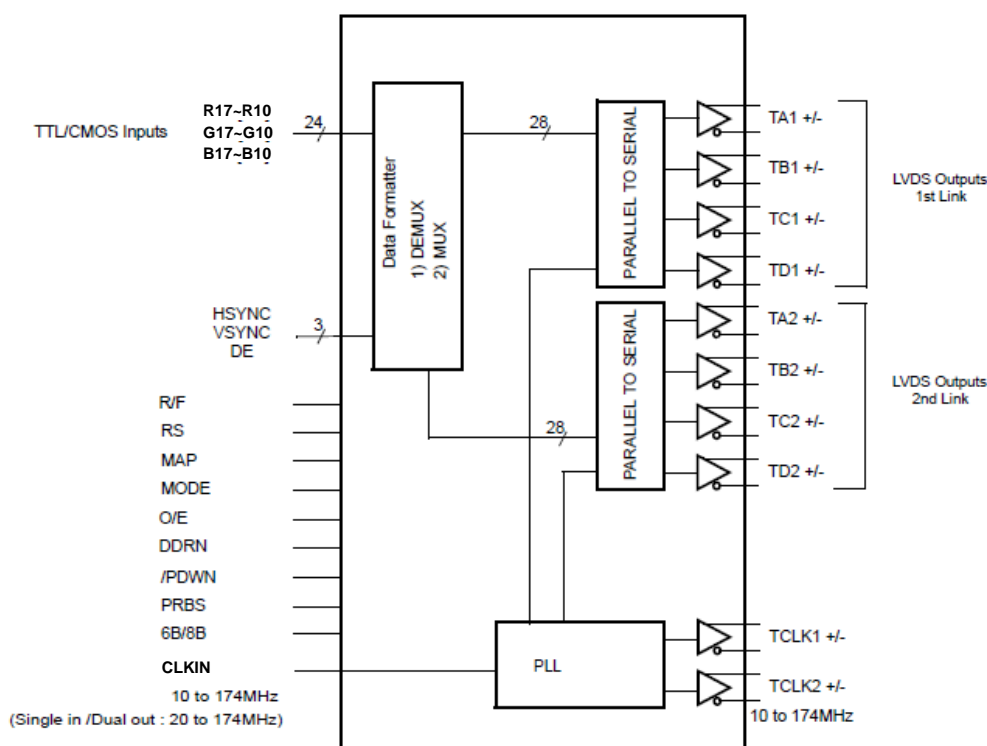 TTL/CMOS Inputs
R17~R10
G17~G10
B17~B10
24
HSYNC
VSYNC
DE
3
R/F
RS
MAP
MODE
O/E
DDRN
/PDWN
PRBS
6B/8B
CLKIN
10 to 174MHz
(Single in /Dual out : 20 to 174MHz)
Data Formatter
1) DEMUX
2) MUX
28
28
PARALLEL TO SERIAL
PARALLEL TO SERIAL
PLL
TA1 +/-
TB1 +/-
TC1 +/-
TD1 +/-
LVDS Outputs
1st Link
TA2 +/-
TB2 +/-
TC2 +/-
TD2 +/-
LVDS Outputs
2nd Link
TCLK1 +/-
TCLK2 +/-
10 to 174MHz